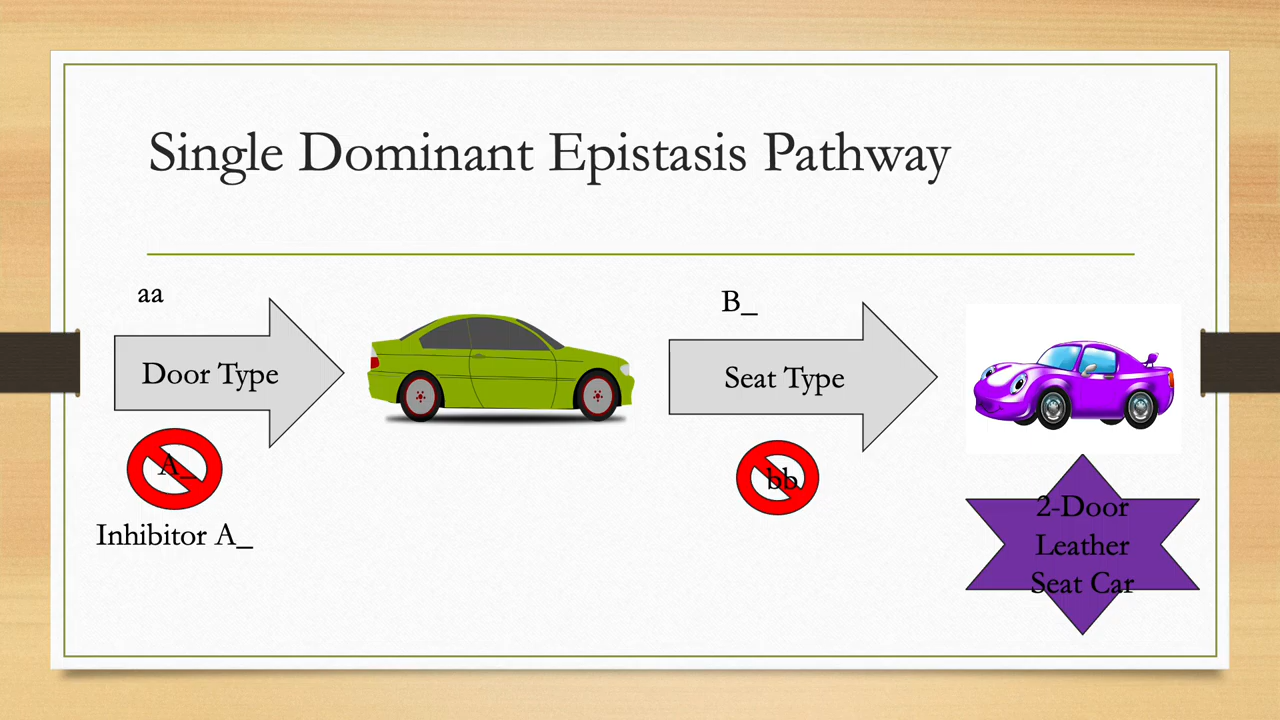 Single Dominant Epistasis Pathway
aa
B_
Door Type
Seat Type
A_
bb
Inhibitor A_
2-Door
Leather
Seat Car